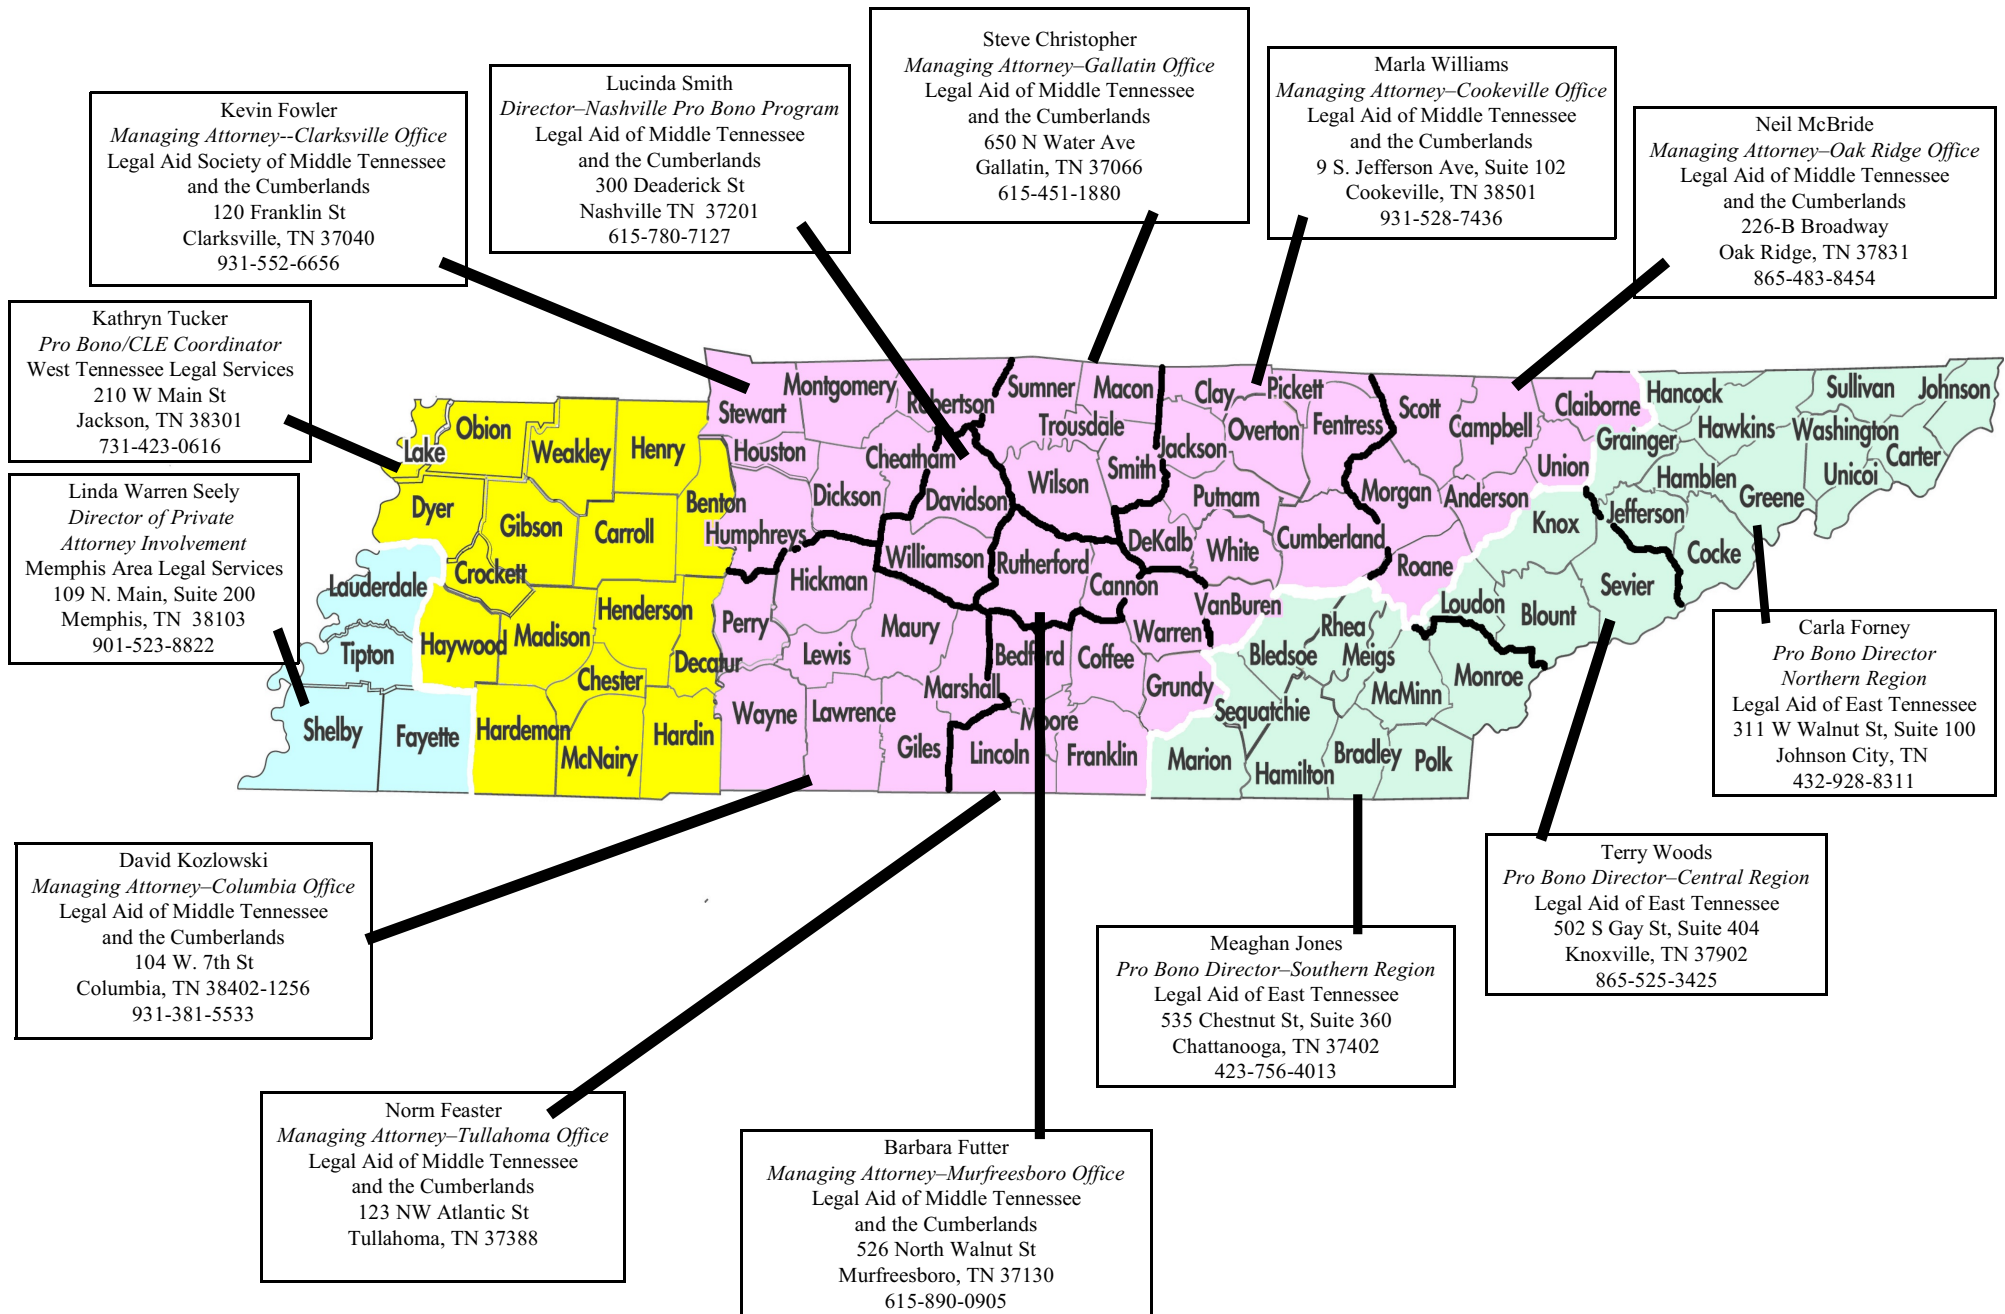 Steve Christopher
Managing Attorney–Gallatin Office
Legal Aid of Middle Tennessee
and the Cumberlands
650 N Water Ave
Gallatin, TN 37066
615-451-1880
Marla Williams
Managing Attorney–Cookeville Office
Legal Aid of Middle Tennessee
and the Cumberlands
9 S. Jefferson Ave, Suite 102
Cookeville, TN 38501
931-528-7436
Lucinda Smith
Director–Nashville Pro Bono Program
Legal Aid of Middle Tennessee
and the Cumberlands
300 Deaderick St
Nashville TN  37201
615-780-7127
Kevin Fowler
Managing Attorney--Clarksville Office
Legal Aid Society of Middle Tennessee
and the Cumberlands
120 Franklin St
Clarksville, TN 37040
931-552-6656
Neil McBride
Managing Attorney–Oak Ridge Office
Legal Aid of Middle Tennessee
and the Cumberlands
226-B Broadway
Oak Ridge, TN 37831
865-483-8454
Kathryn Tucker
Pro Bono/CLE Coordinator
West Tennessee Legal Services
210 W Main St
Jackson, TN 38301
731-423-0616
Linda Warren Seely
Director of Private
Attorney Involvement
Memphis Area Legal Services
109 N. Main, Suite 200
Memphis, TN  38103
901-523-8822
Lake
Obion
Weakley
Henry
Dyer
Gibson
Carroll
Benton
Crockett
Haywood
Madison
Henderson
Decatur
Chester
Hardeman
McNairy
Hardin
Lauderdale
Tipton
Shelby
Fayette
Stewart
Montgomery
Robertson
Houston
Cheatham
Dickson
Humphreys
Davidson
Williamson
Sumner
Macon
Trousdale
Smith
Wilson
Rutherford
Cannon
Hickman
Perry
Lewis
Maury
Marshall
Wayne
Lawrence
Giles
Bedford
Coffee
Moore
Lincoln
Franklin
Warren
Grundy
VanBuren
Clay
Pickett
Jackson
Overton
Fentress
Putnam
DeKalb
White
Cumberland
Scott
Campbell
Claiborne
Union
Morgan
Anderson
Roane
Hancock
Sullivan
Johnson
Grainger
Hawkins
Washington
Carter
Hamblen
Greene
Unicoi
Jefferson
Cocke
Knox
Sevier
Loudon
Blount
Rhea
Bledsoe
Meigs
McMinn
Monroe
Sequatchie
Marion
Hamilton
Bradley
Polk
Carla Forney
Pro Bono Director
Northern Region
Legal Aid of East Tennessee
311 W Walnut St, Suite 100
Johnson City, TN
432-928-8311
Terry Woods
Pro Bono Director–Central Region
Legal Aid of East Tennessee
502 S Gay St, Suite 404
Knoxville, TN 37902
865-525-3425
David Kozlowski
Managing Attorney–Columbia Office
Legal Aid of Middle Tennessee
and the Cumberlands
104 W. 7th St
Columbia, TN 38402-1256
931-381-5533
Meaghan Jones
Pro Bono Director–Southern Region
Legal Aid of East Tennessee
535 Chestnut St, Suite 360
Chattanooga, TN 37402
423-756-4013
Norm Feaster
Managing Attorney–Tullahoma Office
Legal Aid of Middle Tennessee
and the Cumberlands
123 NW Atlantic St
Tullahoma, TN 37388
Barbara Futter
Managing Attorney–Murfreesboro Office
Legal Aid of Middle Tennessee
and the Cumberlands
526 North Walnut St
Murfreesboro, TN 37130
615-890-0905